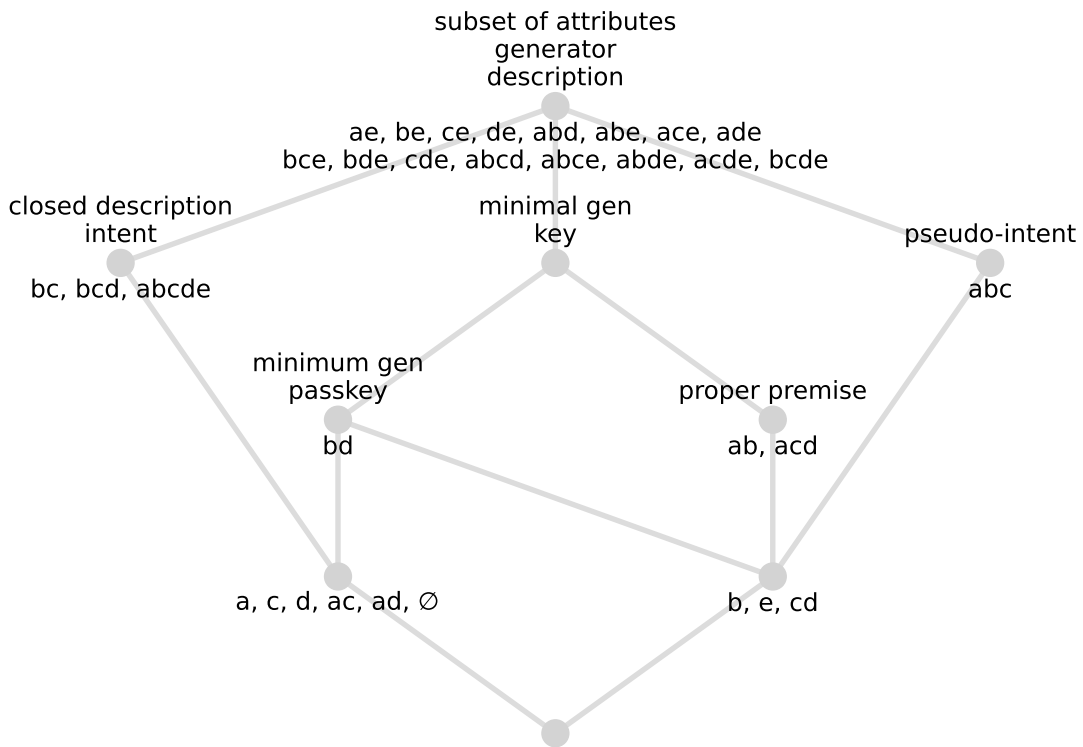 subset of attributes
generator
description
ae, be, ce, de, abd, abe, ace, ade
bce, bde, cde, abcd, abce, abde, acde, bcde
closed description
intent
bc, bcd, abcde
minimal gen
key
pseudo-intent
abc
minimum gen
passkey
bd
proper premise
ab, acd
a, c, d, ac, ad, ∅
b, e, cd